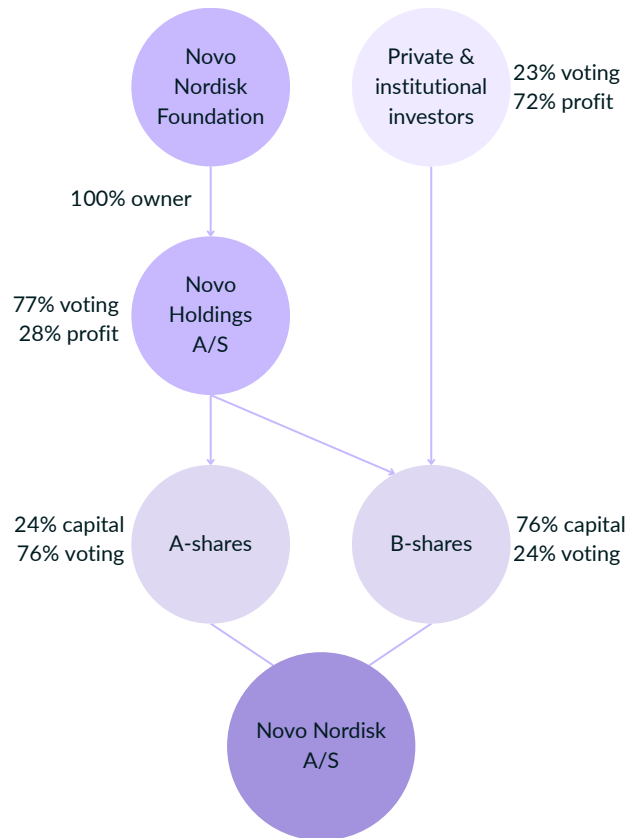 Novo
Nordisk
Foundation
Private &
institutional
investors
23% voting
72% profit
100% owner
Novo
Holdings
A/S
77% voting
28% profit
24% capital
76% voting
A-shares
B-shares
76% capital
24% voting
Novo Nordisk
A/S